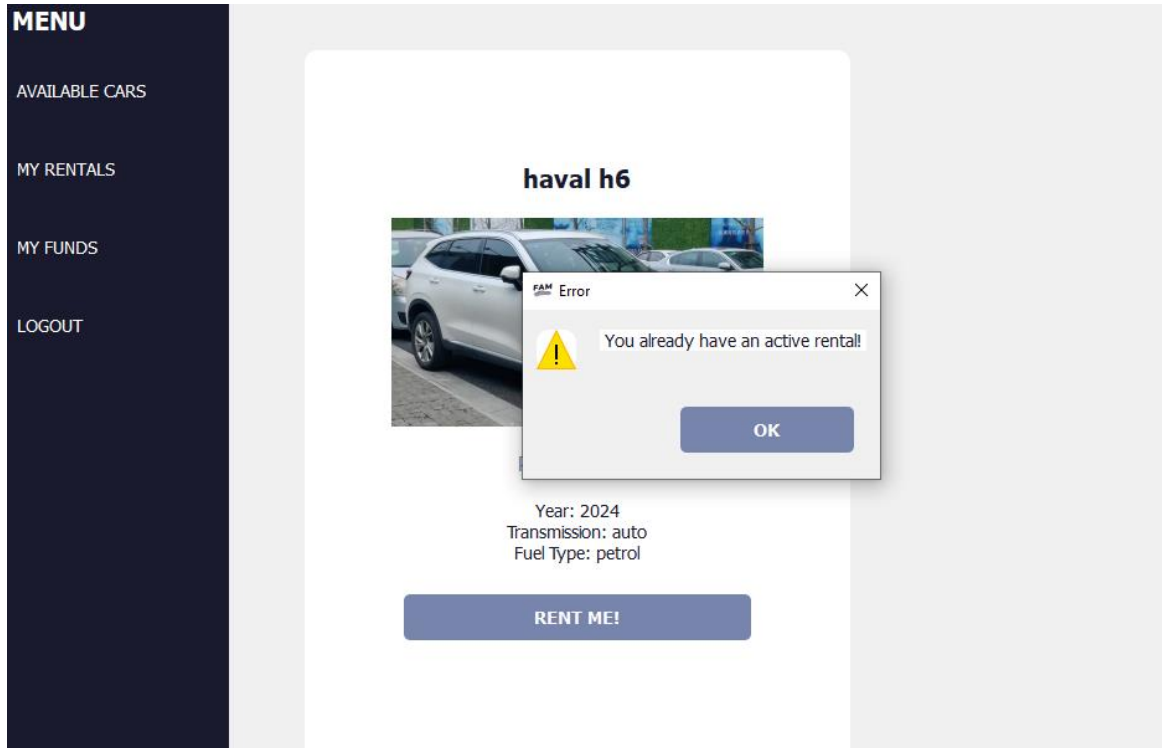 MENU
AVAILABLE CARS
MY RENTALS
MY FUNDS
LOGOUT
haval h6
FAM Error
You already have an active rental!
OK
Year: 2024
Transmission: auto
Fuel Type: petrol
RENT ME!